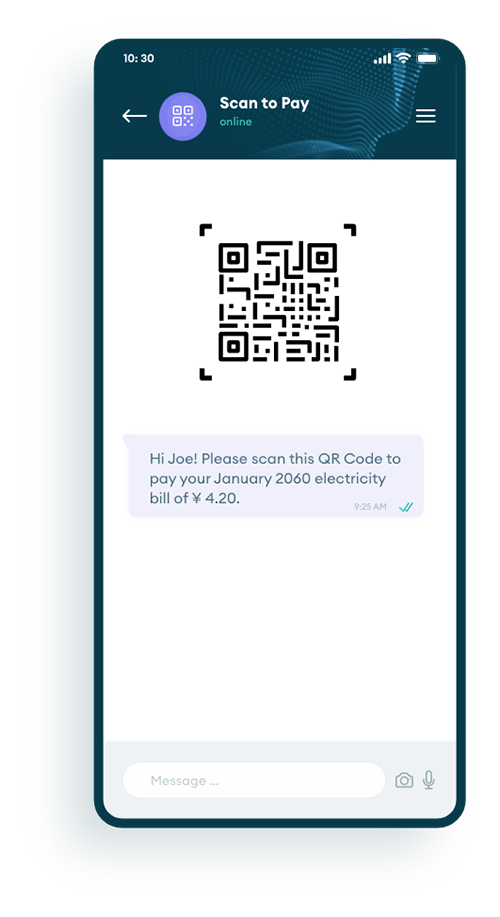 10: 30
Scan to Pay
online
Hi Joe! Please scan this QR Code to
pay your January 2060 electricity
bill of ¥ 4.20.
9:25 AM
Message ...